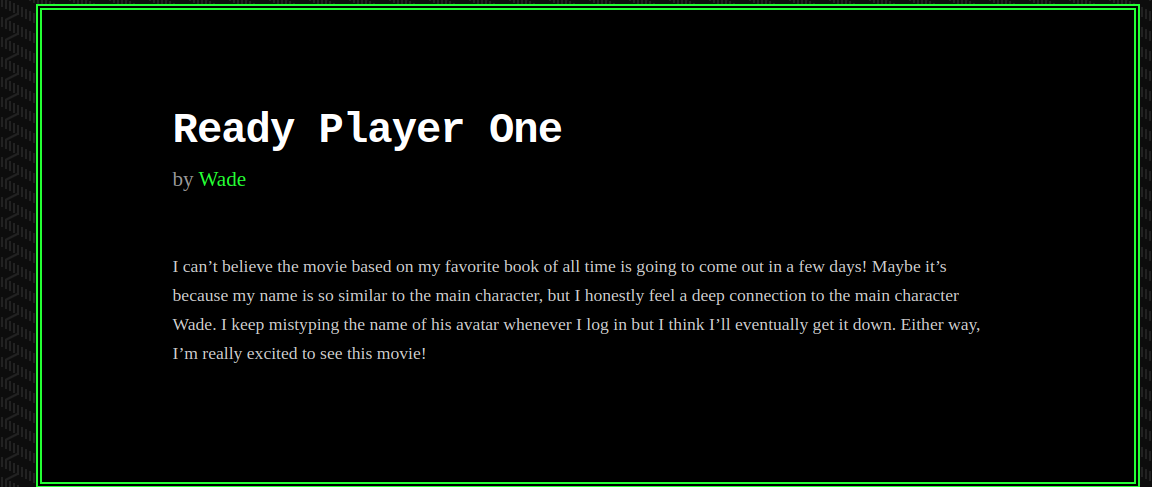 Ready Player One
by Wade
I can’t believe the movie based on my favorite book of all time is going to come out in a few days! Maybe it’s
because my name is so similar to the main character, but I honestly feel a deep connection to the main character
Wade. I keep mistyping the name of his avatar whenever I log in but I think I’ll eventually get it down. Either way,
I’m really excited to see this movie!